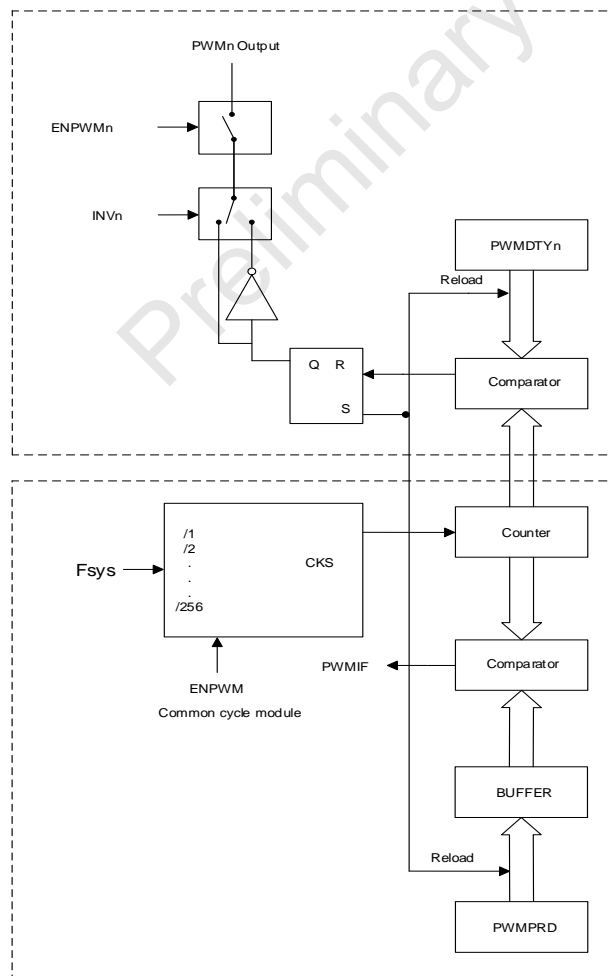 Preliminary
PWMn Output
ENPWMn
INVn
PWMDTYn
Reload
Q R
S
Comparator
/1
/2
.
.
.
/256
CKS
Fsys
Counter
PWMIF
Comparator
ENPWM
Common cycle module
BUFFER
Reload
PWMPRD